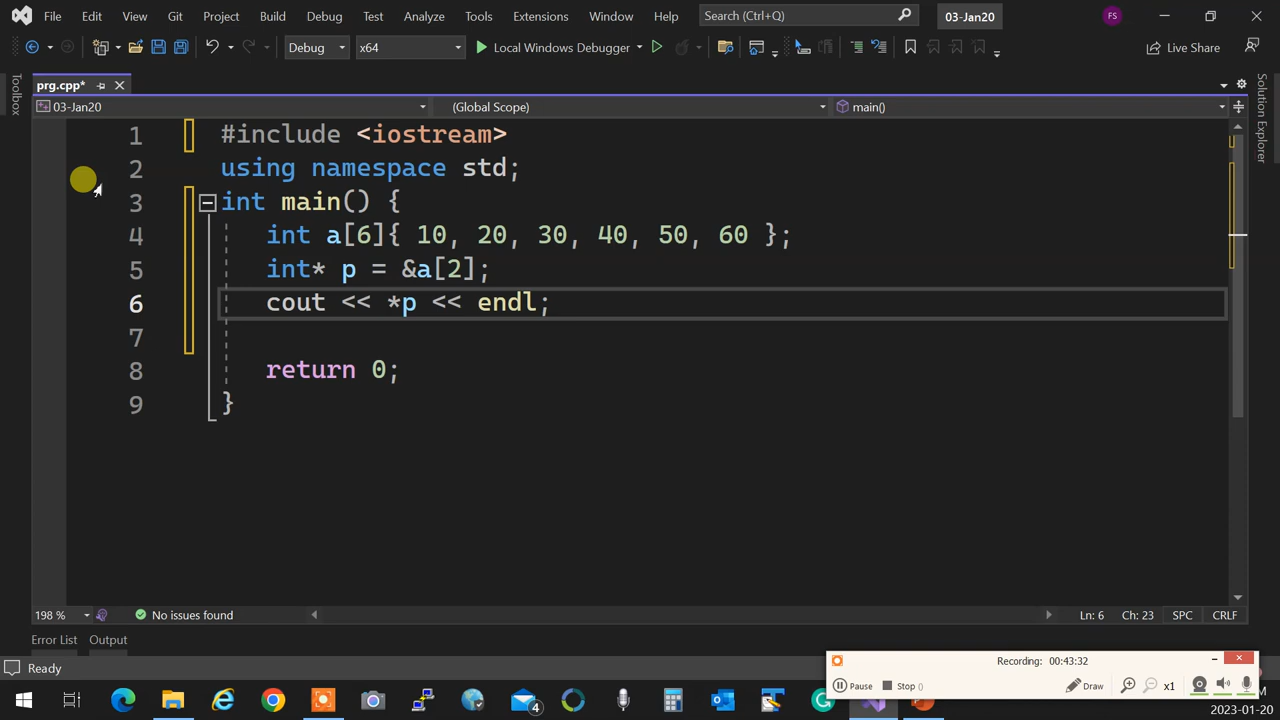 File Edit View Git Project Build Debug Test Analyze Tools Extensions Window Help Search (Ctrl+Q) 03-Jan20 FS
Debug x64 Local Windows Debugger Live Share
prg.cpp*
03-Jan20 (Global Scope) main()
Toolbox
Solution Explorer
1 #include <iostream>
2 using namespace std;
3 int main() {
4 int a[6]{ 10, 20, 30, 40, 50, 60 };
5 int* p = &a[2];
6 cout << *p << endl;
7
8 return 0;
9 }
198 % No issues found Ln: 6 Ch: 23 SPC CRLF
Error List Output
Ready
Recording: 00:43:32
Pause Stop () Draw x1
4
2023-01-20